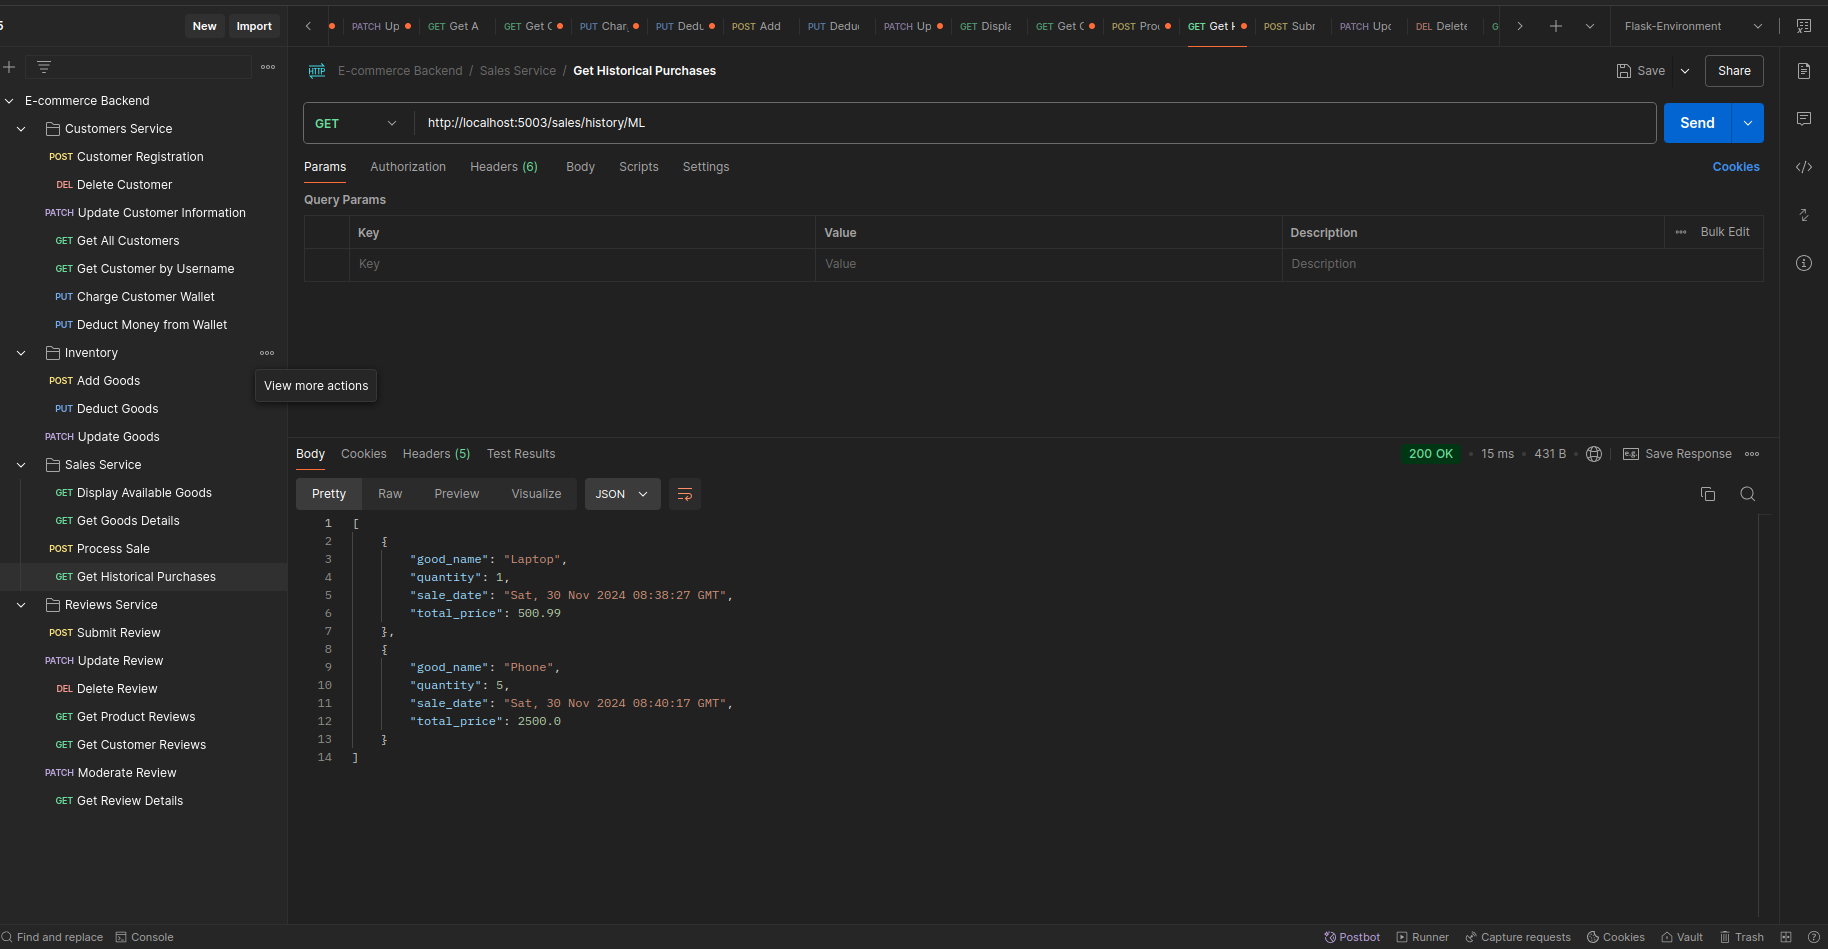 5 New Import
PATCH Up GET Get A GET Get C PUT Char. PUT Dedu POST Add PUT Dedu PATCH Up GET Displa GET Get C POST Pro GET Get H POST Subr PATCH Upd DEL Delete G Flask-Environment
E-commerce Backend / Sales Service / Get Historical Purchases
Save Share
GET http://localhost:5003/sales/history/ML Send
Params Authorization Headers (6) Body Scripts Settings Cookies
Query Params
Key Value Description Bulk Edit
Key Value Description
E-commerce Backend
Customers Service
POST Customer Registration
DEL Delete Customer
PATCH Update Customer Information
GET Get All Customers
GET Get Customer by Username
PUT Charge Customer Wallet
PUT Deduct Money from Wallet
Inventory
View more actions
POST Add Goods
PUT Deduct Goods
PATCH Update Goods
Sales Service
GET Display Available Goods
GET Get Goods Details
POST Process Sale
GET Get Historical Purchases
Reviews Service
POST Submit Review
PATCH Update Review
DEL Delete Review
GET Get Product Reviews
GET Get Customer Reviews
PATCH Moderate Review
GET Get Review Details
Body Cookies Headers (5) Test Results 200 OK 15 ms 431 B Save Response
Pretty Raw Preview Visualize JSON
1 [
2 {
3 "good_name": "Laptop",
4 "quantity": 1,
5 "sale_date": "Sat, 30 Nov 2024 08:38:27 GMT",
6 "total_price": 500.99
7 },
8 {
9 "good_name": "Phone",
10 "quantity": 5,
11 "sale_date": "Sat, 30 Nov 2024 08:40:17 GMT",
12 "total_price": 2500.0
13 }
14 ]
Find and replace Console Postbot Runner Capture requests Cookies Vault Trash